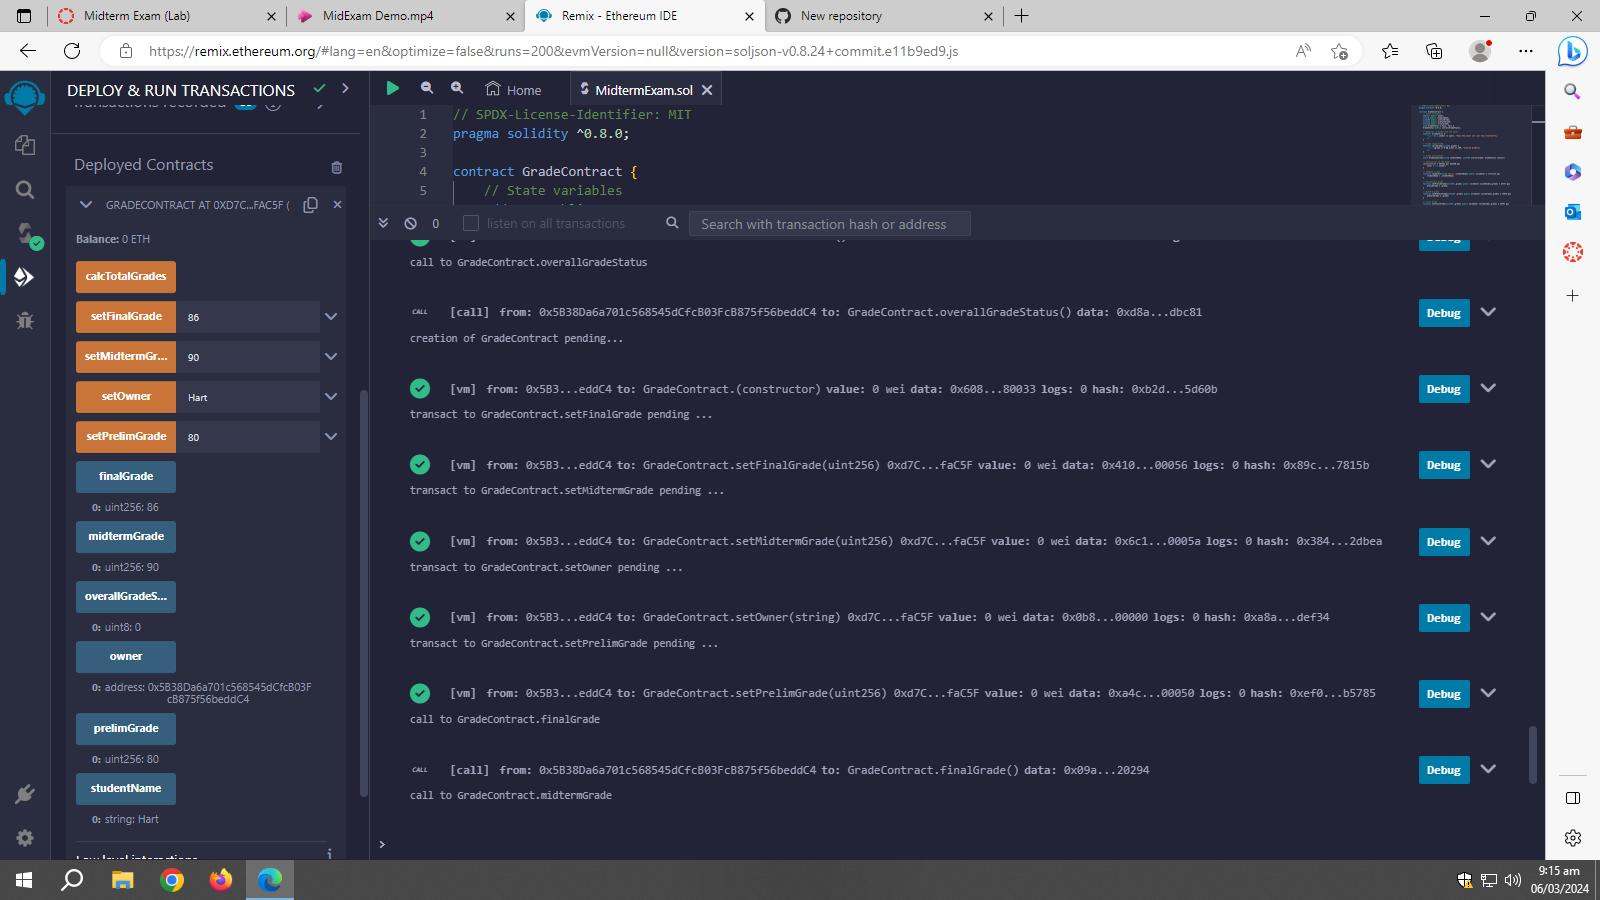 Midterm Exam (Lab)
MidExam Demo.mp4
Remix - Ethereum IDE
New repository
https://remix.ethereum.org/#lang=en&optimize=false&runs=200&evmVersion=null&version=soljson-v0.8.24+commit.e11b9ed9.js
DEPLOY & RUN TRANSACTIONS
Transactions recorded
Deployed Contracts
GRADECONTRACT AT 0XD7C...FAC5F (
Balance: 0 ETH
calcTotalGrades
setFinalGrade 86
setMidtermGr... 90
setOwner Hart
setPrelimGrade 80
finalGrade
0: uint256: 86
midtermGrade
0: uint256: 90
overallGradeS...
0: uint8: 0
owner
0: address: 0x5B38Da6a701c568545dCfcB03F
cB875f56beddC4
prelimGrade
0: uint256: 80
studentName
0: string: Hart
Low level interactions
Home
MidtermExam.sol
1 // SPDX-License-Identifier: MIT
2 pragma solidity ^0.8.0;
3
4 contract GradeContract {
5 // State variables
0 listen on all transactions Search with transaction hash or address
Debug
call to GradeContract.overallGradeStatus
CALL [call] from: 0x5B38Da6a701c568545dCfcB03FcB875f56beddC4 to: GradeContract.overallGradeStatus() data: 0xd8a...dbc81 Debug
creation of GradeContract pending...
[vm] from: 0x5B3...eddC4 to: GradeContract.(constructor) value: 0 wei data: 0x608...80033 logs: 0 hash: 0xb2d...5d60b Debug
transact to GradeContract.setFinalGrade pending ...
[vm] from: 0x5B3...eddC4 to: GradeContract.setFinalGrade(uint256) 0xd7C...faC5F value: 0 wei data: 0x410...00056 logs: 0 hash: 0x89c...7815b Debug
transact to GradeContract.setMidtermGrade pending ...
[vm] from: 0x5B3...eddC4 to: GradeContract.setMidtermGrade(uint256) 0xd7C...faC5F value: 0 wei data: 0x6c1...0005a logs: 0 hash: 0x384...2dbea Debug
transact to GradeContract.setOwner pending ...
[vm] from: 0x5B3...eddC4 to: GradeContract.setOwner(string) 0xd7C...faC5F value: 0 wei data: 0x0b8...00000 logs: 0 hash: 0xa8a...def34 Debug
transact to GradeContract.setPrelimGrade pending ...
[vm] from: 0x5B3...eddC4 to: GradeContract.setPrelimGrade(uint256) 0xd7C...faC5F value: 0 wei data: 0xa4c...00050 logs: 0 hash: 0xef0...b5785 Debug
call to GradeContract.finalGrade
CALL [call] from: 0x5B38Da6a701c568545dCfcB03FcB875f56beddC4 to: GradeContract.finalGrade() data: 0x09a...20294 Debug
call to GradeContract.midtermGrade
>
9:15 am
06/03/2024